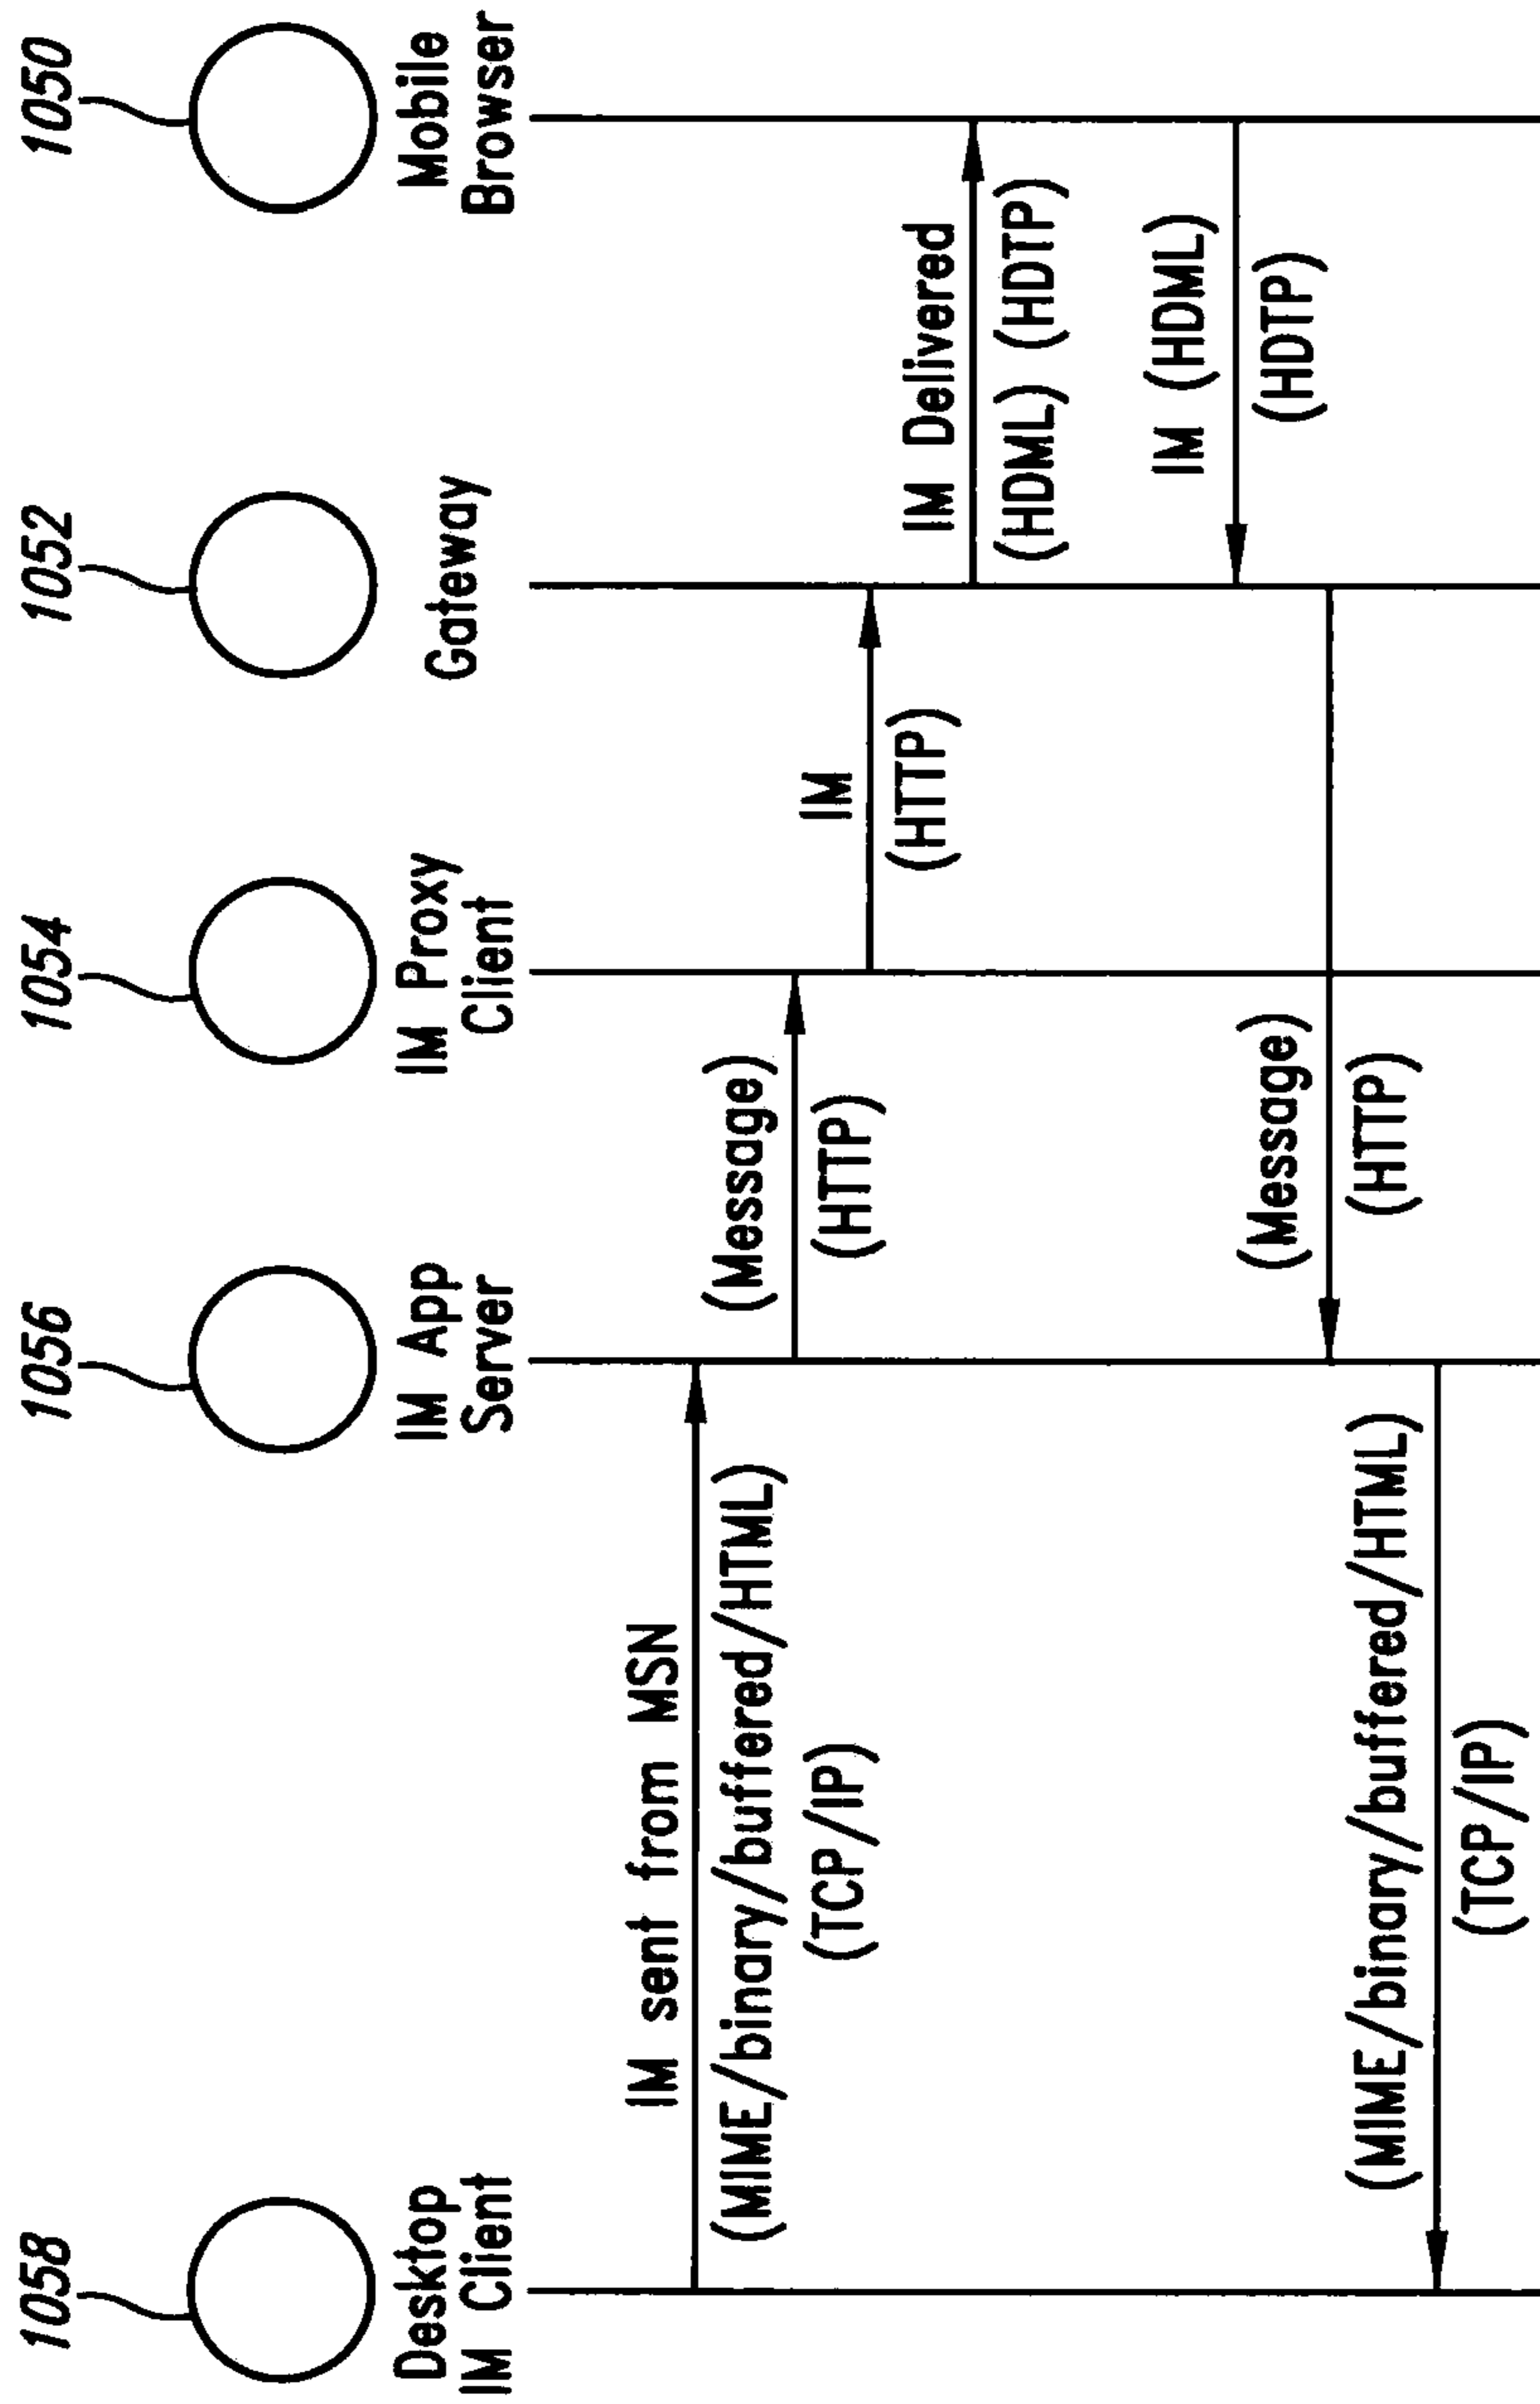 1058
1056
1054
1052
1050
Desktop
IM Client
IM App
Server
IM Proxy
Client
Gateway
Mobile
Browser
IM sent from MSN
(MIME/binary/buffered/HTML)
(TCP/IP)
(Message)
(HTTP)
IM
(HTTP)
IM Delivered
(HDML) (HDTP)
IM (HDML)
(HDTP)
(Message)
(HTTP)
(MIME/binary/buffered/HTML)
(TCP/IP)